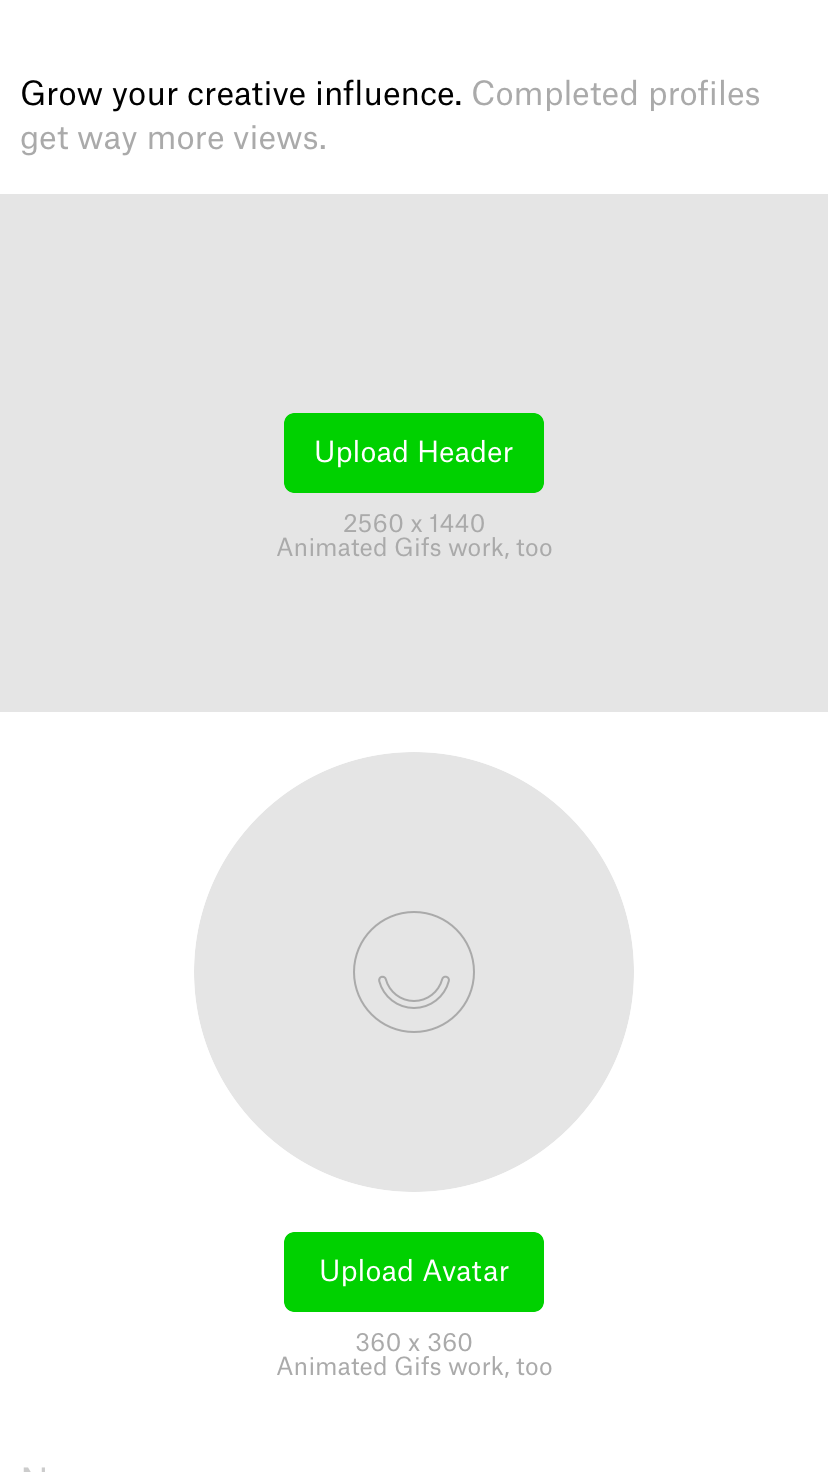 Grow your creative influence. Completed profiles
get way more views.
Upload Header
2560 x 1440
Animated Gifs work, too
Upload Avatar
360 x 360
Animated Gifs work, too